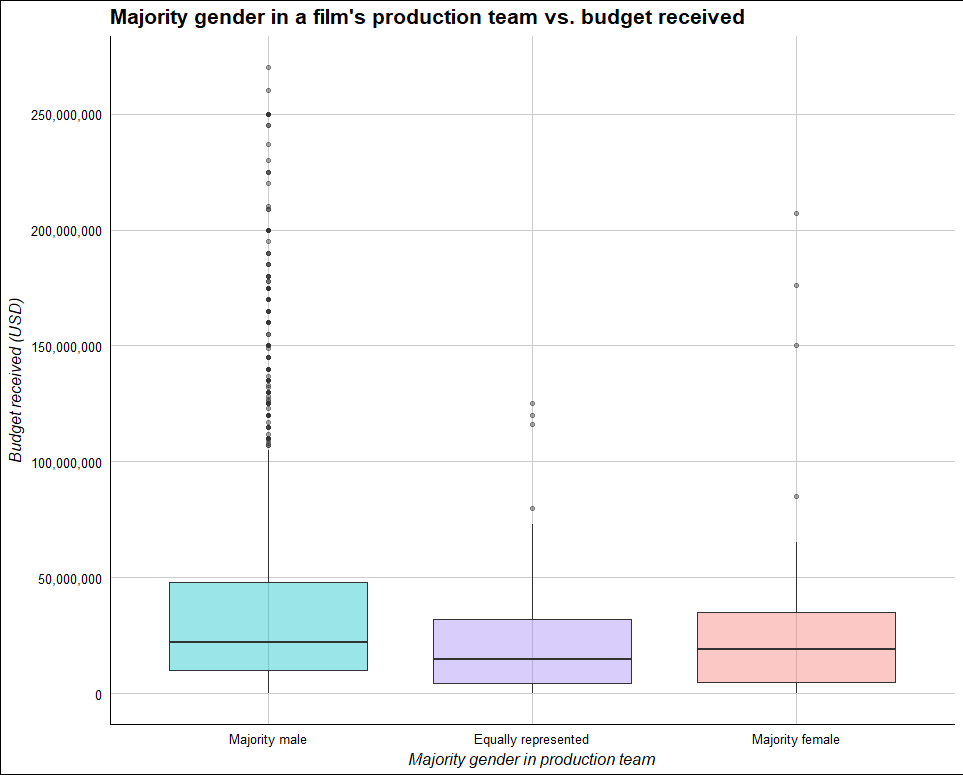 Majority gender in a film's production team vs. budget received
Budget received (USD)
250,000,000
200,000,000
150,000,000
100,000,000
50,000,000
0
Majority male
Equally represented
Majority female
Majority gender in production team